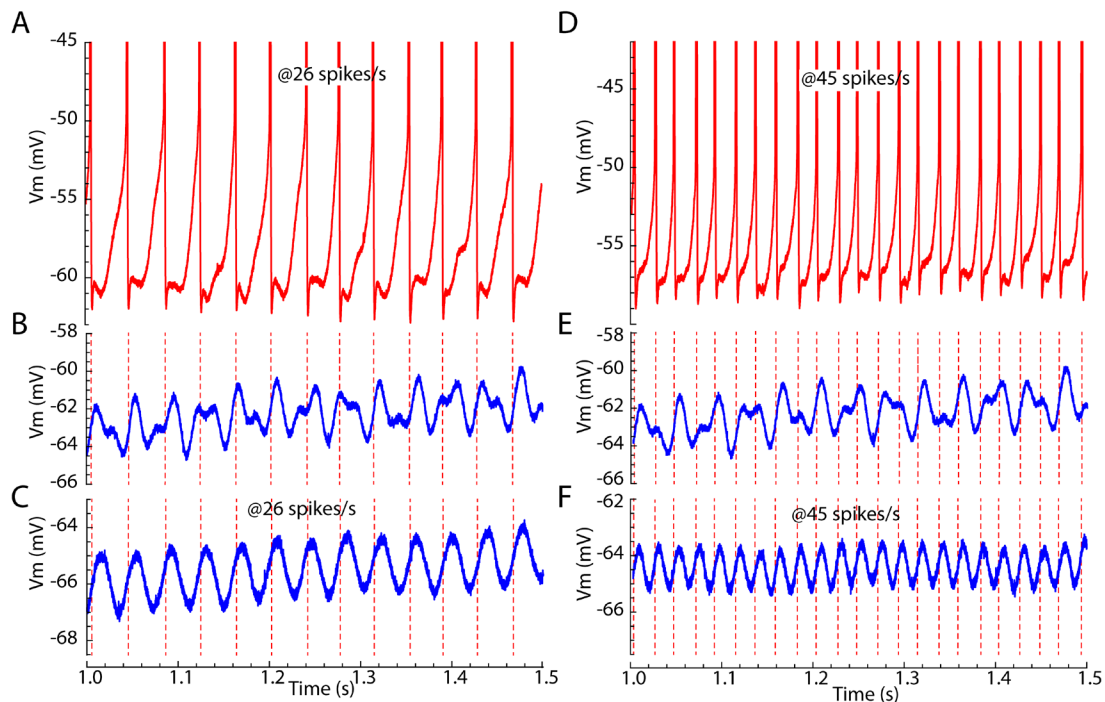 A
-45
-50
-55
-60
Vm (mV)
@26 spikes/s
D
-45
-50
-55
Vm (mV)
@45 spikes/s
B
-58
-60
-62
-64
-66
Vm (mV)
E
-58
-60
-62
-64
-66
Vm (mV)
C
-64
-66
-68
Vm (mV)
@26 spikes/s
1.0
1.1
1.2
1.3
1.4
1.5
Time (s)
F
-62
-64
-66
Vm (mV)
@45 spikes/s
1.0
1.1
1.2
1.3
1.4
1.5
Time (s)